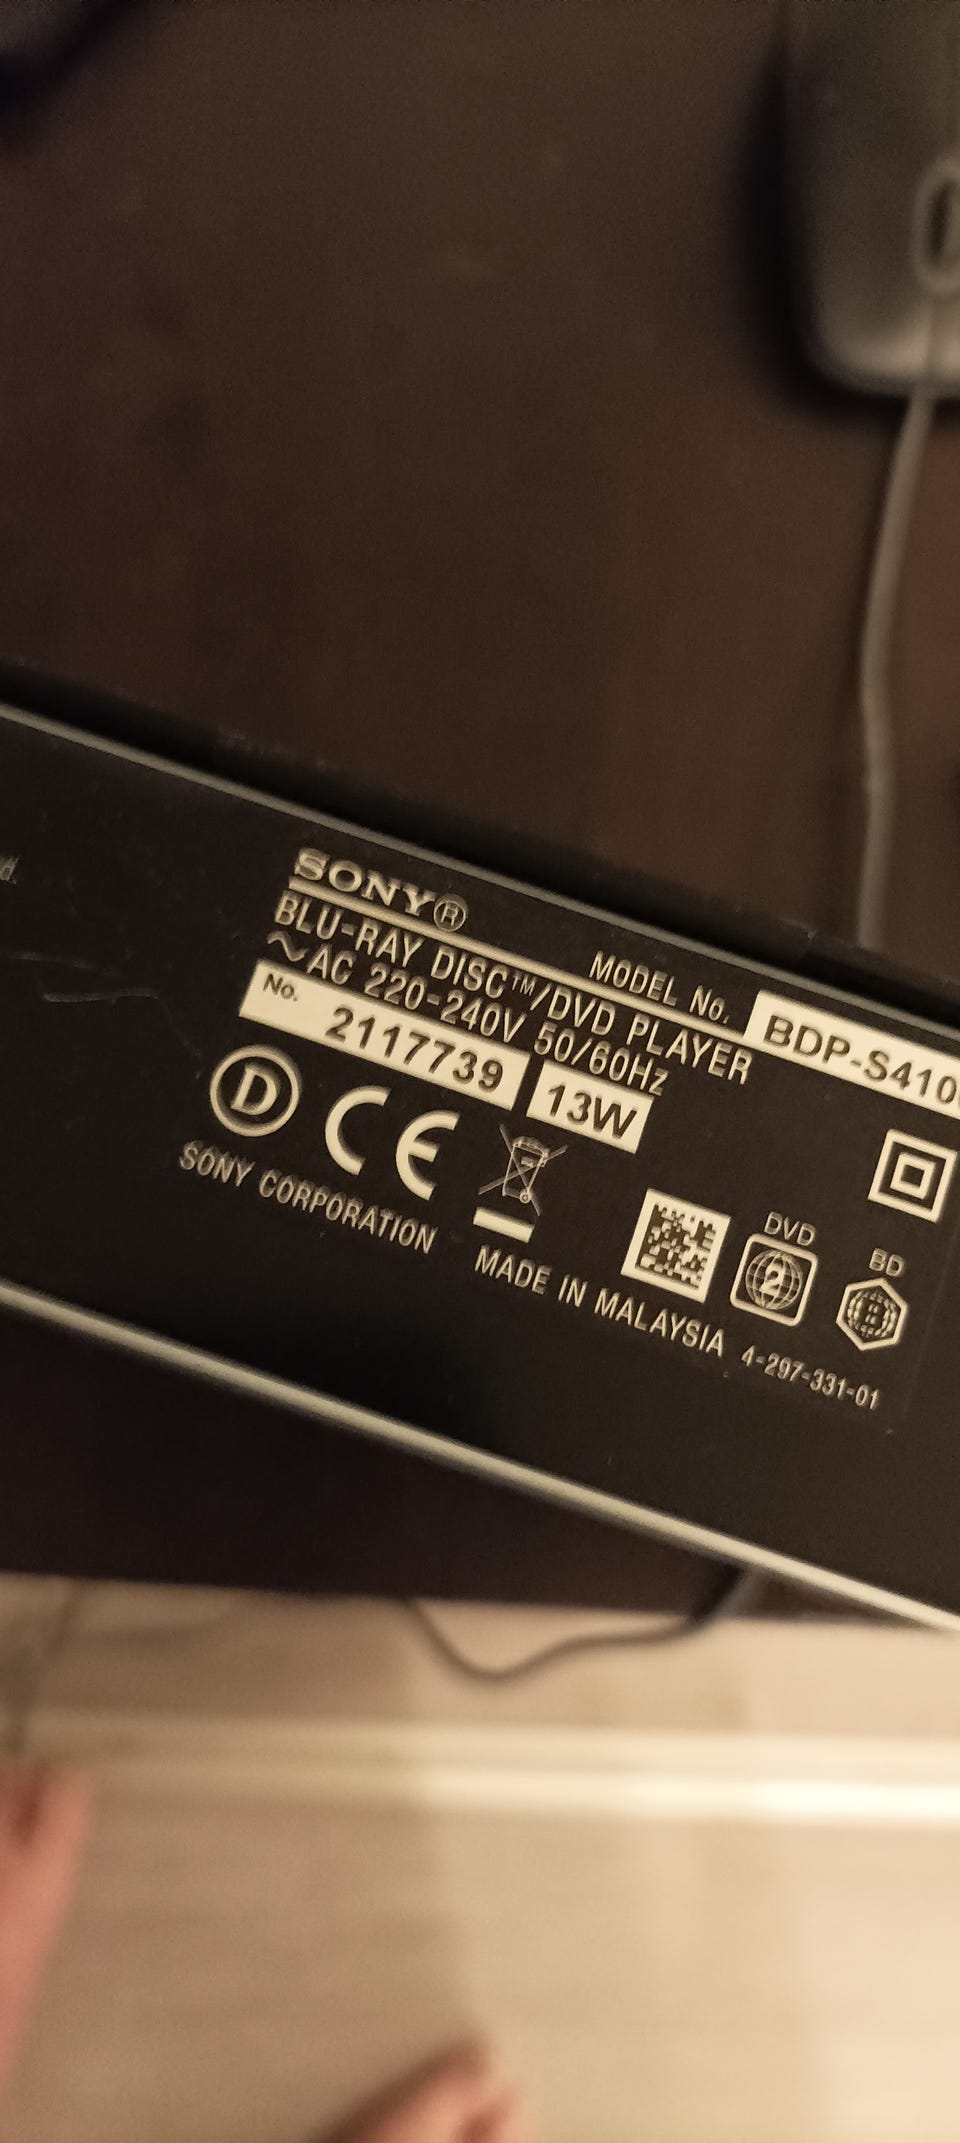 SONY®
MODEL No. BDP-S410
BLU-RAY DISC™/DVD PLAYER
~AC 220-240V 50/60Hz
No. 2117739 13W
D CE
DVD BD
2 B
SONY CORPORATION MADE IN MALAYSIA 4-297-331-01